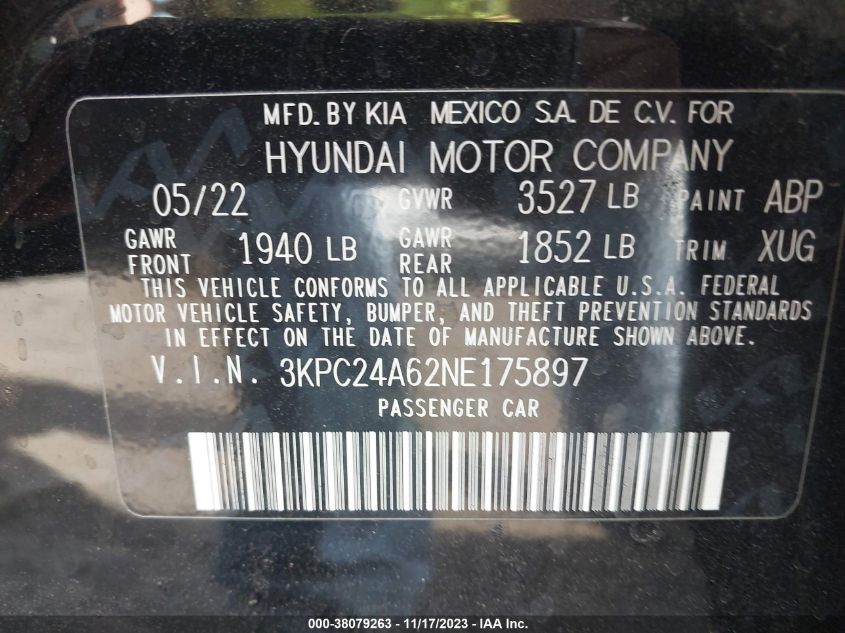 MFD. BY KIA MEXICO S.A. DE C.V. FOR
HYUNDAI MOTOR COMPANY
05/22 GVWR 3527 LB PAINT ABP
GAWR FRONT 1940 LB GAWR REAR 1852 LB TRIM XUG
THIS VEHICLE CONFORMS TO ALL APPLICABLE U.S.A. FEDERAL
MOTOR VEHICLE SAFETY, BUMPER, AND THEFT PREVENTION STANDARDS
IN EFFECT ON THE DATE OF MANUFACTURE SHOWN ABOVE.
V.I.N. 3KPC24A62NE175897
PASSENGER CAR
000-38079263 - 11/17/2023 - IAA Inc.